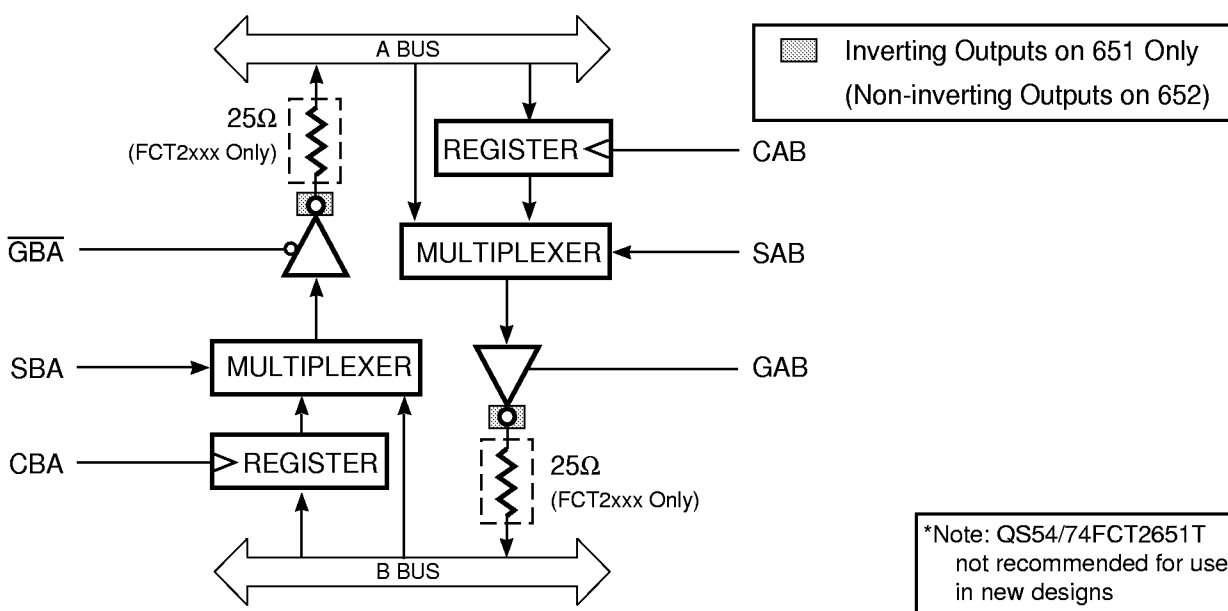 A BUS
Inverting Outputs on 651 Only
(Non-inverting Outputs on 652)
25Ω
(FCT2xxx Only)
REGISTER
CAB
G̅B̅A̅
MULTIPLEXER
SAB
SBA
MULTIPLEXER
GAB
CBA
REGISTER
25Ω
(FCT2xxx Only)
B BUS
*Note: QS54/74FCT2651T
not recommended for use
in new designs